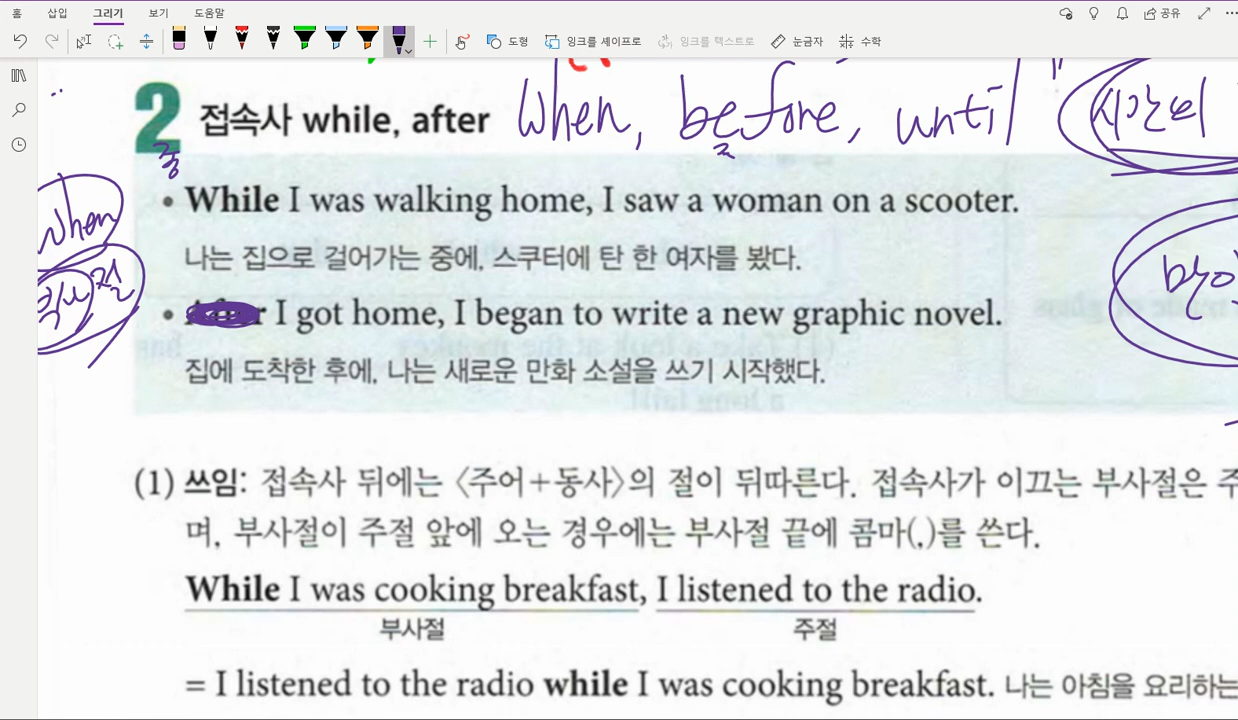 홈 삽입 그리기 보기 도움말 공유
도형 잉크를 셰이프로 잉크를 텍스트로 눈금자 수학
2 접속사 while, after When, before, until
중
• While I was walking home, I saw a woman on a scooter.
when
나는 집으로 걸어가는 중에, 스쿠터에 탄 한 여자를 봤다.
• I got home, I began to write a new graphic novel.
집에 도착한 후에, 나는 새로운 만화 소설을 쓰기 시작했다.
(1) 쓰임: 접속사 뒤에는 〈주어+동사〉의 절이 뒤따른다. 접속사가 이끄는 부사절은 주
며, 부사절이 주절 앞에 오는 경우에는 부사절 끝에 콤마(,)를 쓴다.
While I was cooking breakfast, I listened to the radio.
부사절 주절
= I listened to the radio while I was cooking breakfast. 나는 아침을 요리하는